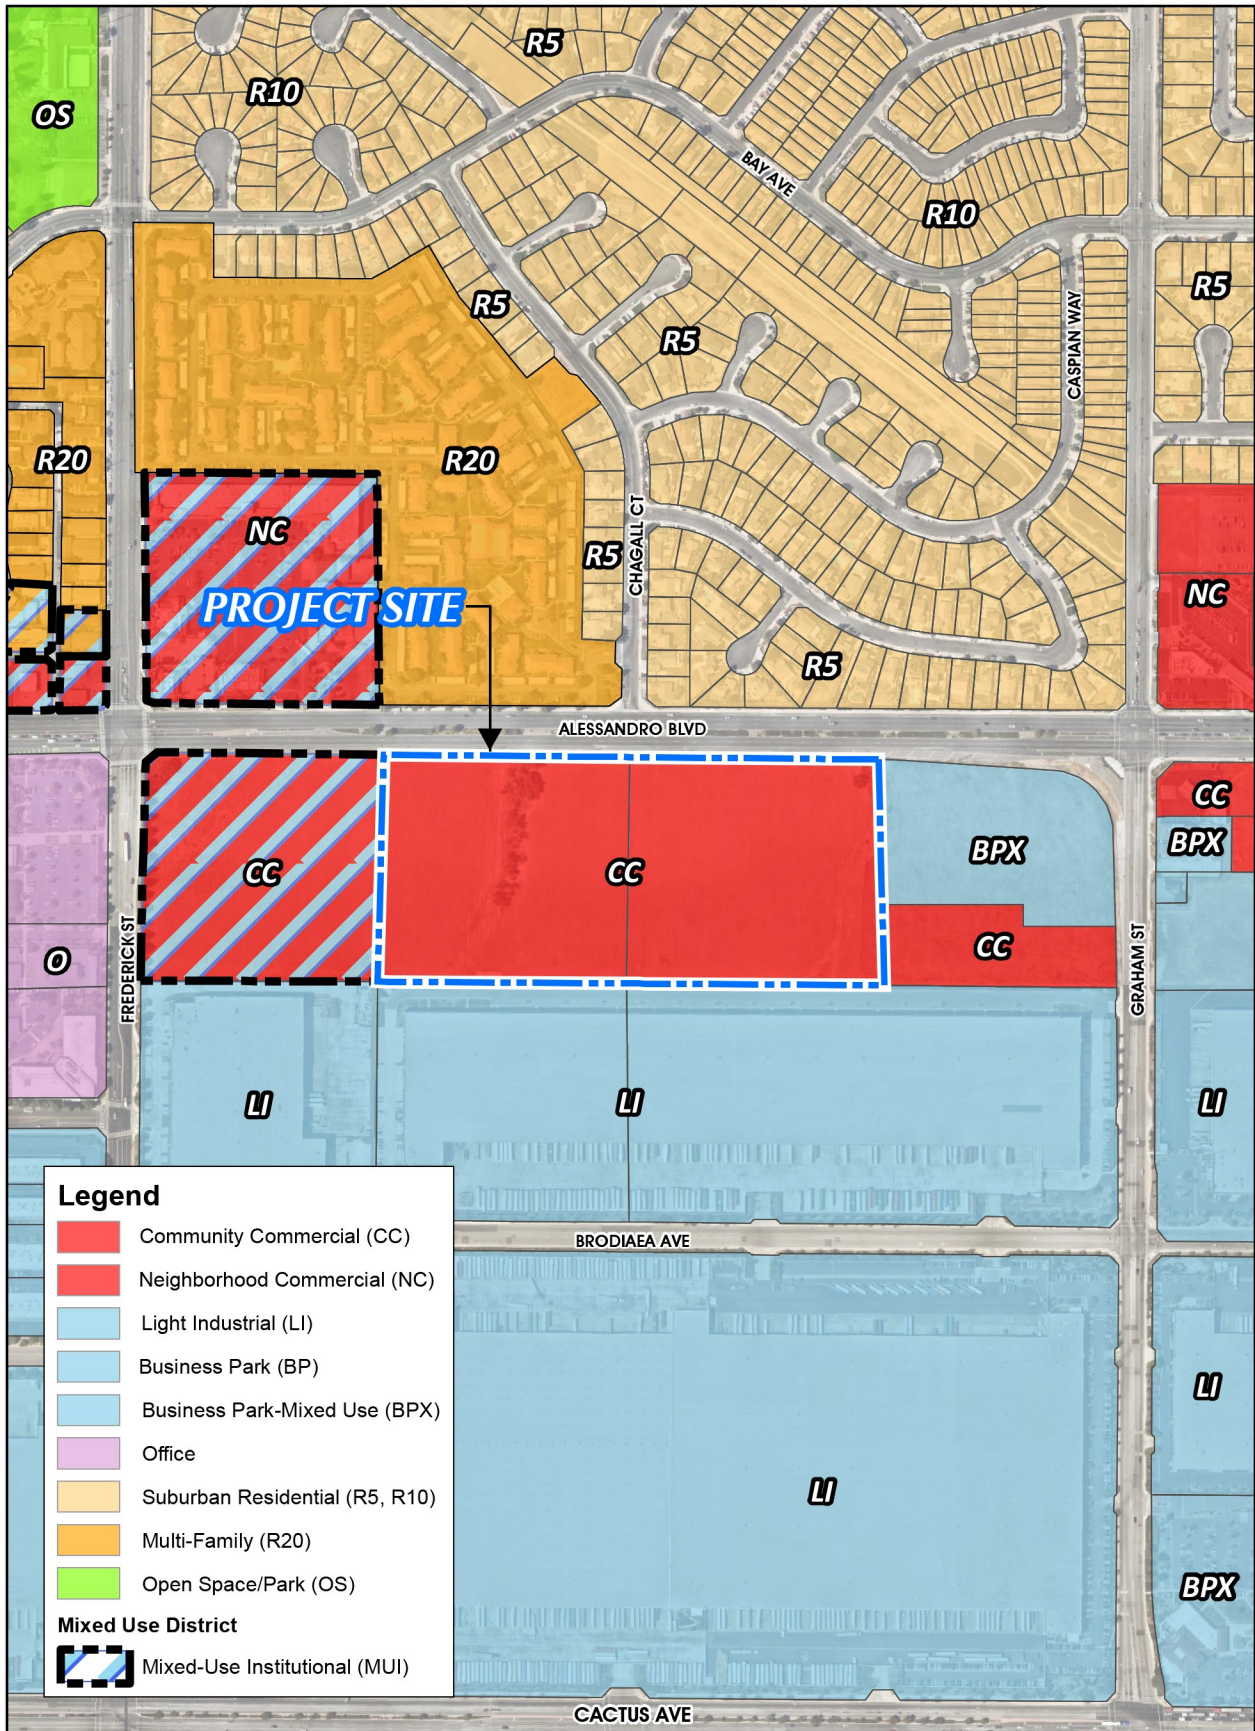 R5
R10
OS
BAY AVE
R10
R5
R5
R5
CASPIAN WAY
R20
R20
NC
R5
CHAGALL CT
NC
PROJECT SITE
R5
ALESSANDRO BLVD
CC
BPX
BPX
CC
CC
CC
O
FREDERICK ST
GRAHAM ST
LI
LI
LI
BRODIAEA AVE
LI
LI
BPX
CACTUS AVE
Legend
Community Commercial (CC)
Neighborhood Commercial (NC)
Light Industrial (LI)
Business Park (BP)
Business Park-Mixed Use (BPX)
Office
Suburban Residential (R5, R10)
Multi-Family (R20)
Open Space/Park (OS)
Mixed Use District
Mixed-Use Institutional (MUI)